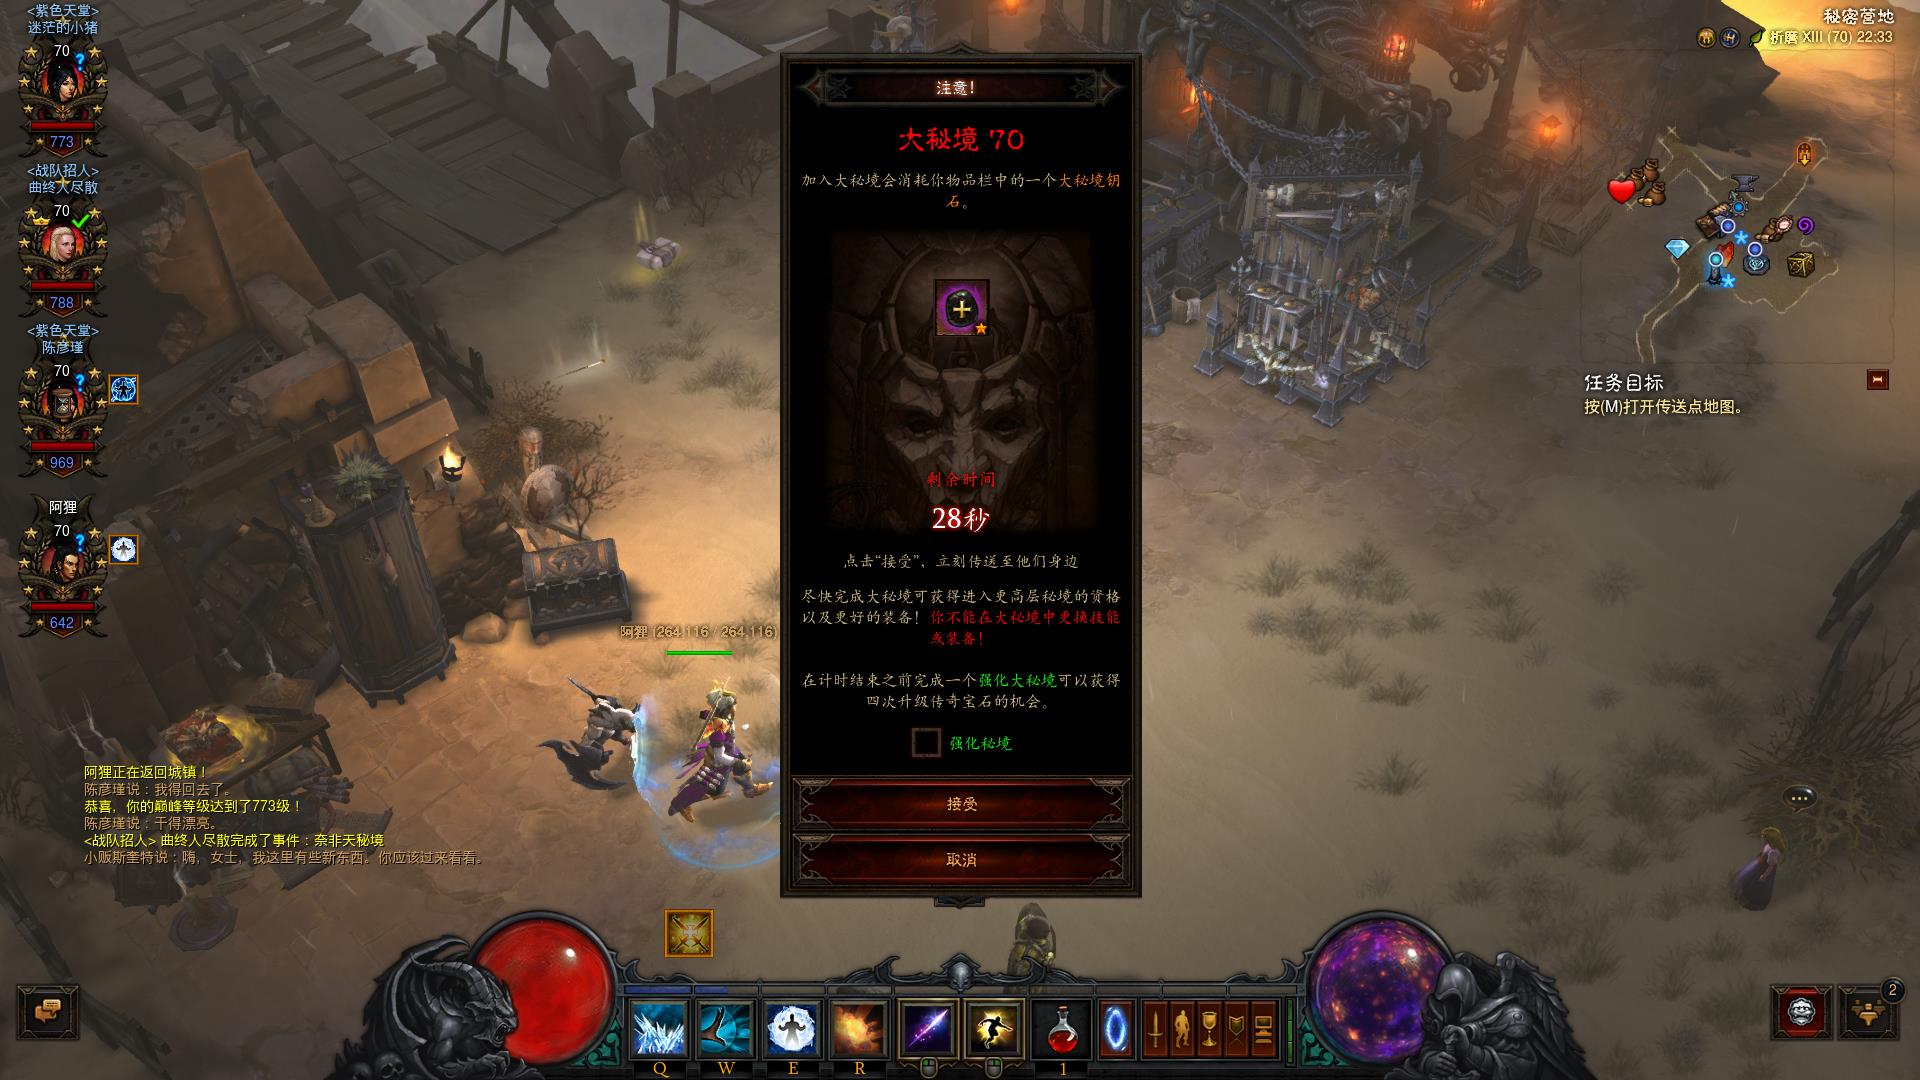 <紫色天堂>
迷茫的小猪
70
773
<战队招人>
曲终人尽散
70
788
<紫色天堂>
陈彦瑾
70
969
阿狸
70
642
秘密营地
折磨 XIII (70) 22:33
任务目标
按(M)打开传送点地图。
注意!
大秘境 70
加入大秘境会消耗你物品栏中的一个大秘境钥
石。
剩余时间
28秒
点击“接受”，立刻传送至他们身边
尽快完成大秘境可获得进入更高层秘境的资格
以及更好的装备！你不能在大秘境中更换技能
或装备！
在计时结束之前完成一个强化大秘境可以获得
四次升级传奇宝石的机会。
强化秘境
接受
取消
阿狸 (264,116 / 264,116)
阿狸正在返回城镇！
陈彦瑾说：我得回去了。
恭喜，你的巅峰等级达到了773级！
陈彦瑾说：干得漂亮。
<战队招人> 曲终人尽散完成了事件：奈非天秘境
小贩斯奎特说：嗨，女士，我这里有些新东西。你应该过来看看。
Q
W
E
R
1
2